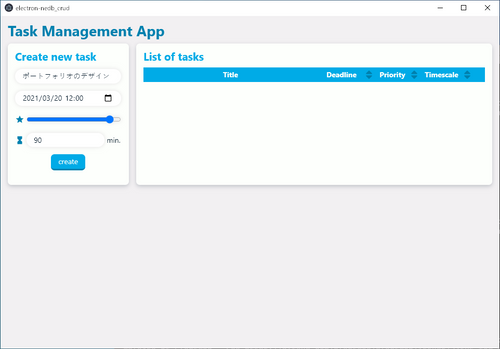 electron-nedb_crud
Task Management App
Create new task
ポートフォリオのデザイン
2021/03/20 12:00
90 min.
create
List of tasks
Title Deadline Priority Timescale